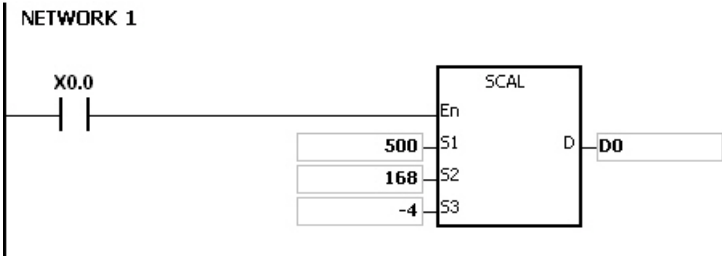 NETWORK 1
X0.0
SCAL
En
500 S1 D D0
168 S2
-4 S3